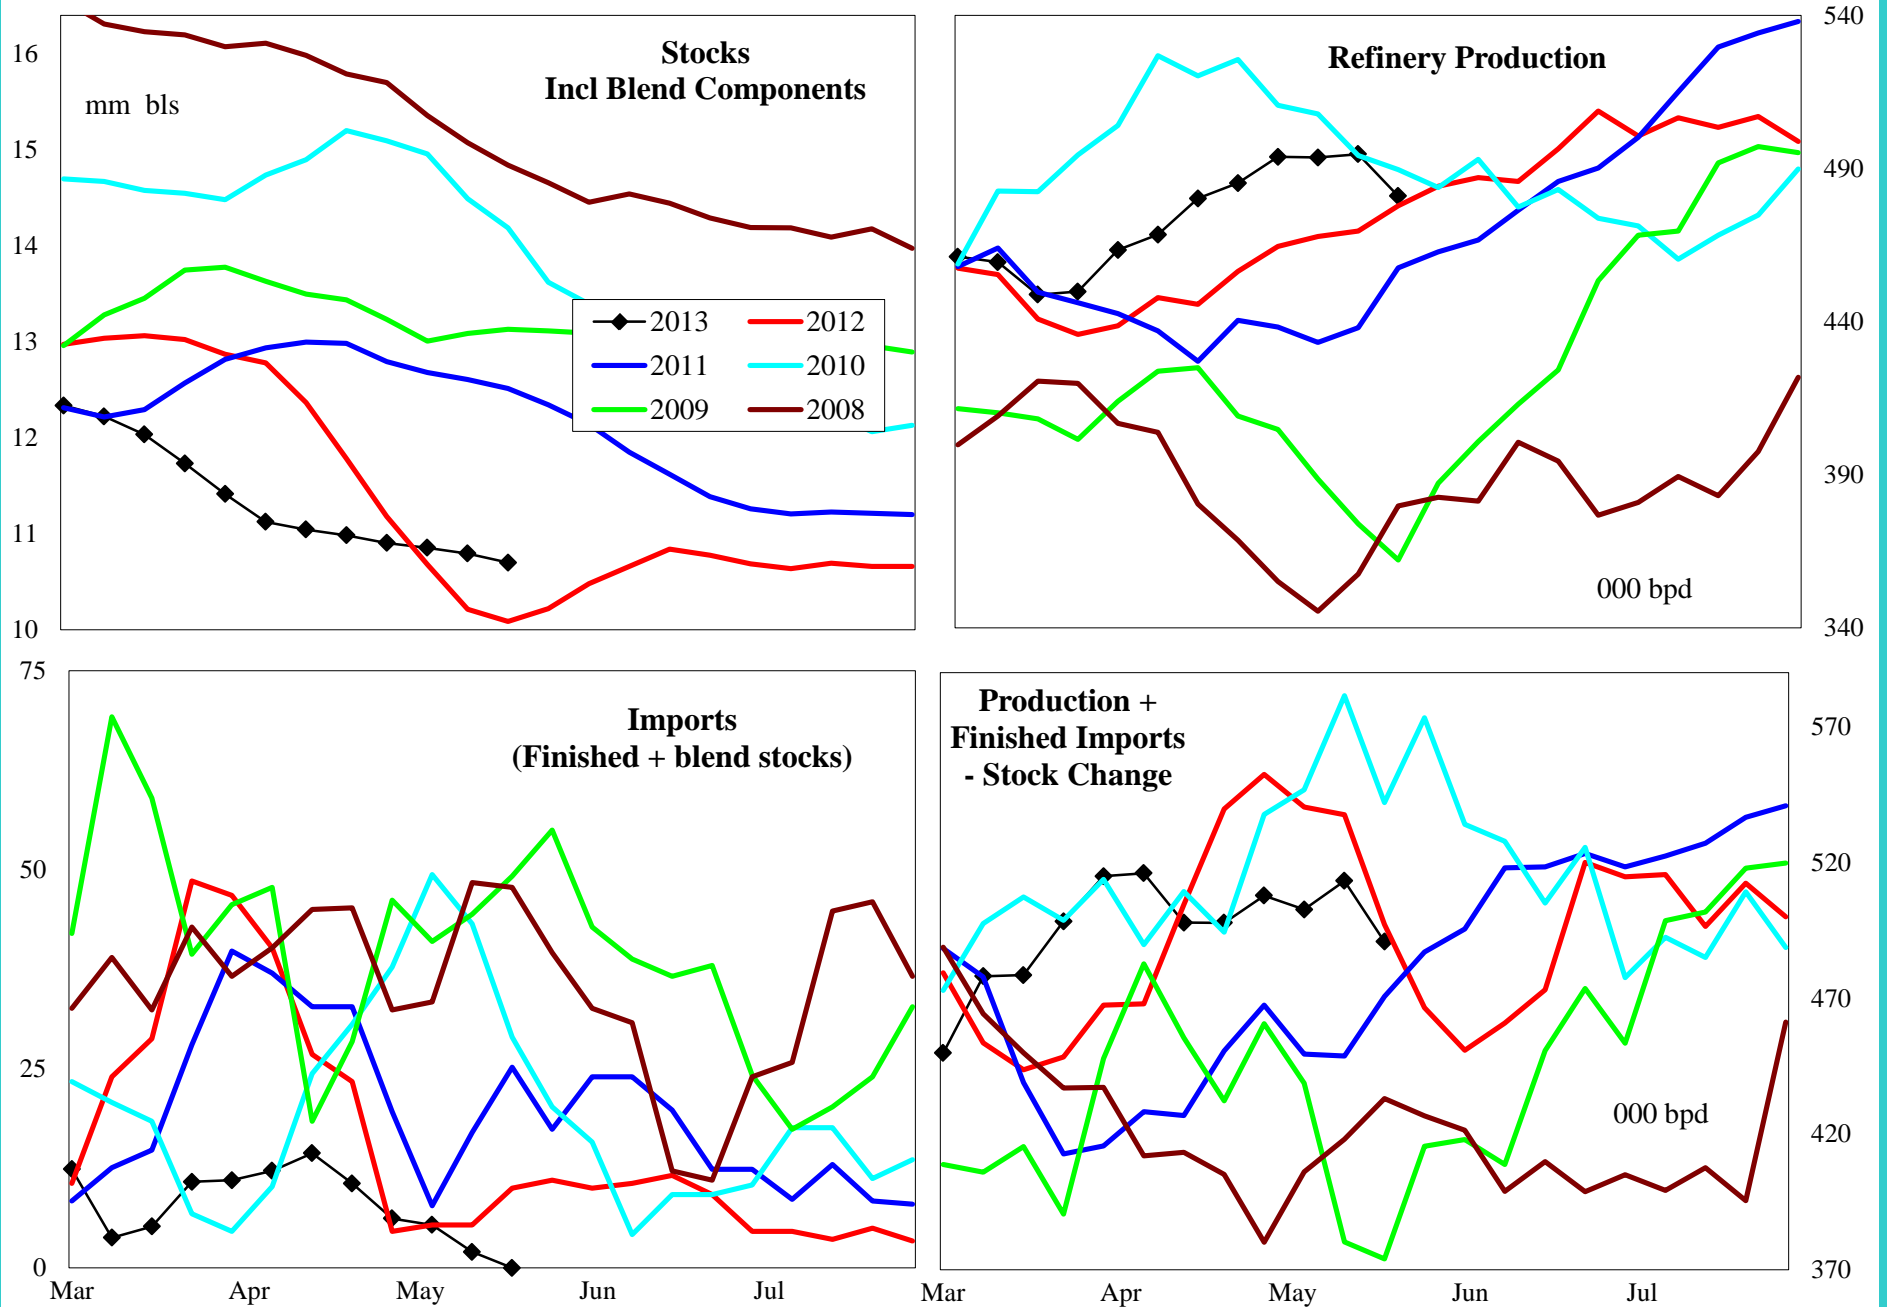 Stocks
Incl Blend Components
mm bls
16
15
14
13
12
11
10
2013
2012
2011
2010
2009
2008
Refinery Production
000 bpd
540
490
440
390
340
Imports
(Finished + blend stocks)
75
50
25
0
Mar
Apr
May
Jun
Jul
Production +
Finished Imports
- Stock Change
000 bpd
570
520
470
420
370
Mar
Apr
May
Jun
Jul